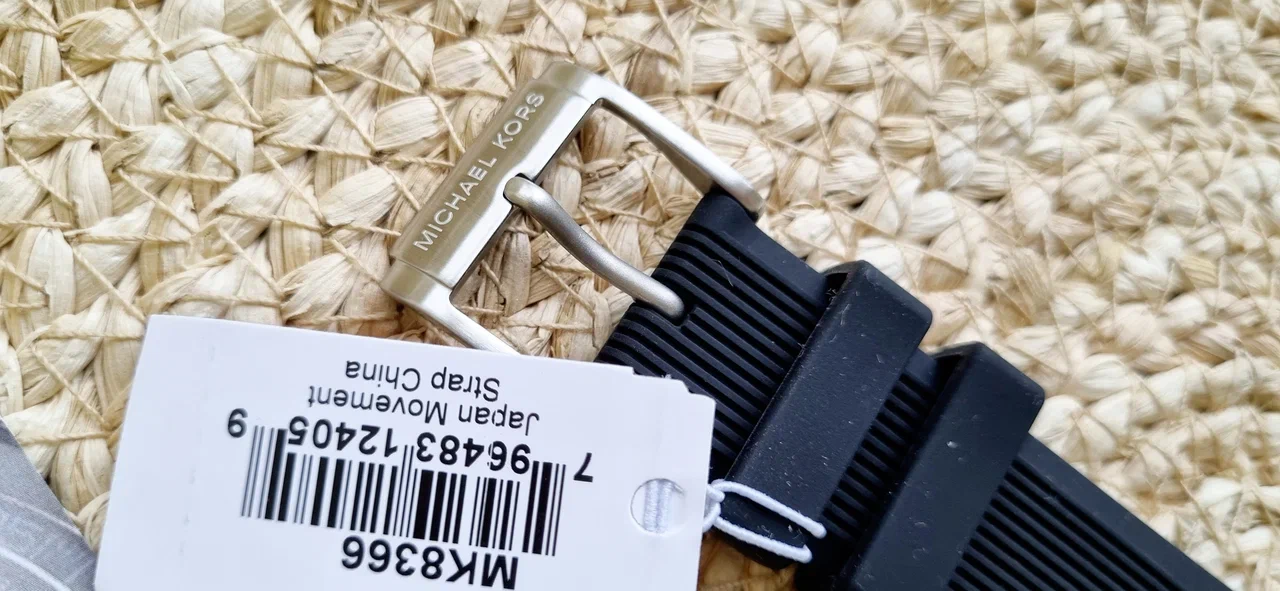 MICHAEL KORS
MK8366
7 96483 12405 9
Japan Movement
Strap China